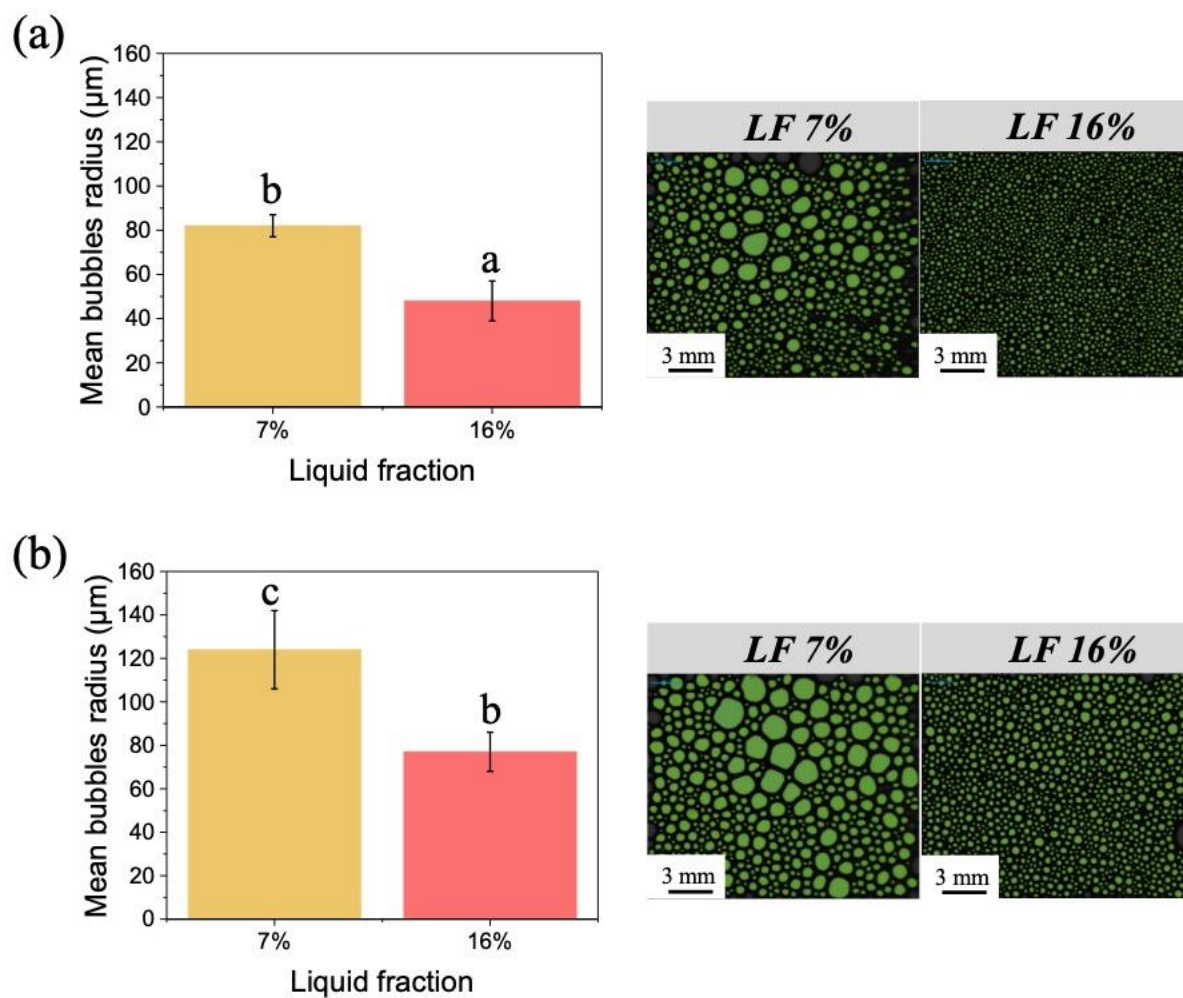 (a)
Mean bubbles radius (μm)
160
140
120
100
80
60
40
20
0
b
a
7%
16%
Liquid fraction
LF 7%
LF 16%
3 mm
3 mm
(b)
Mean bubbles radius (μm)
160
140
120
100
80
60
40
20
0
c
b
7%
16%
Liquid fraction
LF 7%
LF 16%
3 mm
3 mm